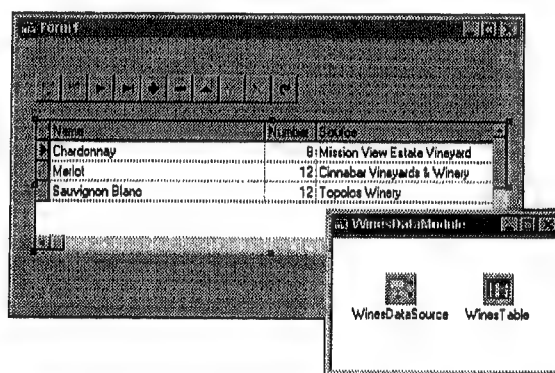 Form1
Name Number Source
Chardonnay 8 Mission View Estate Vineyard
Merlot 12 Cinnabar Vineyards & Winery
Sauvignon Blanc 12 Topolos Winery
WinesDataModule
WinesDataSource WinesTable